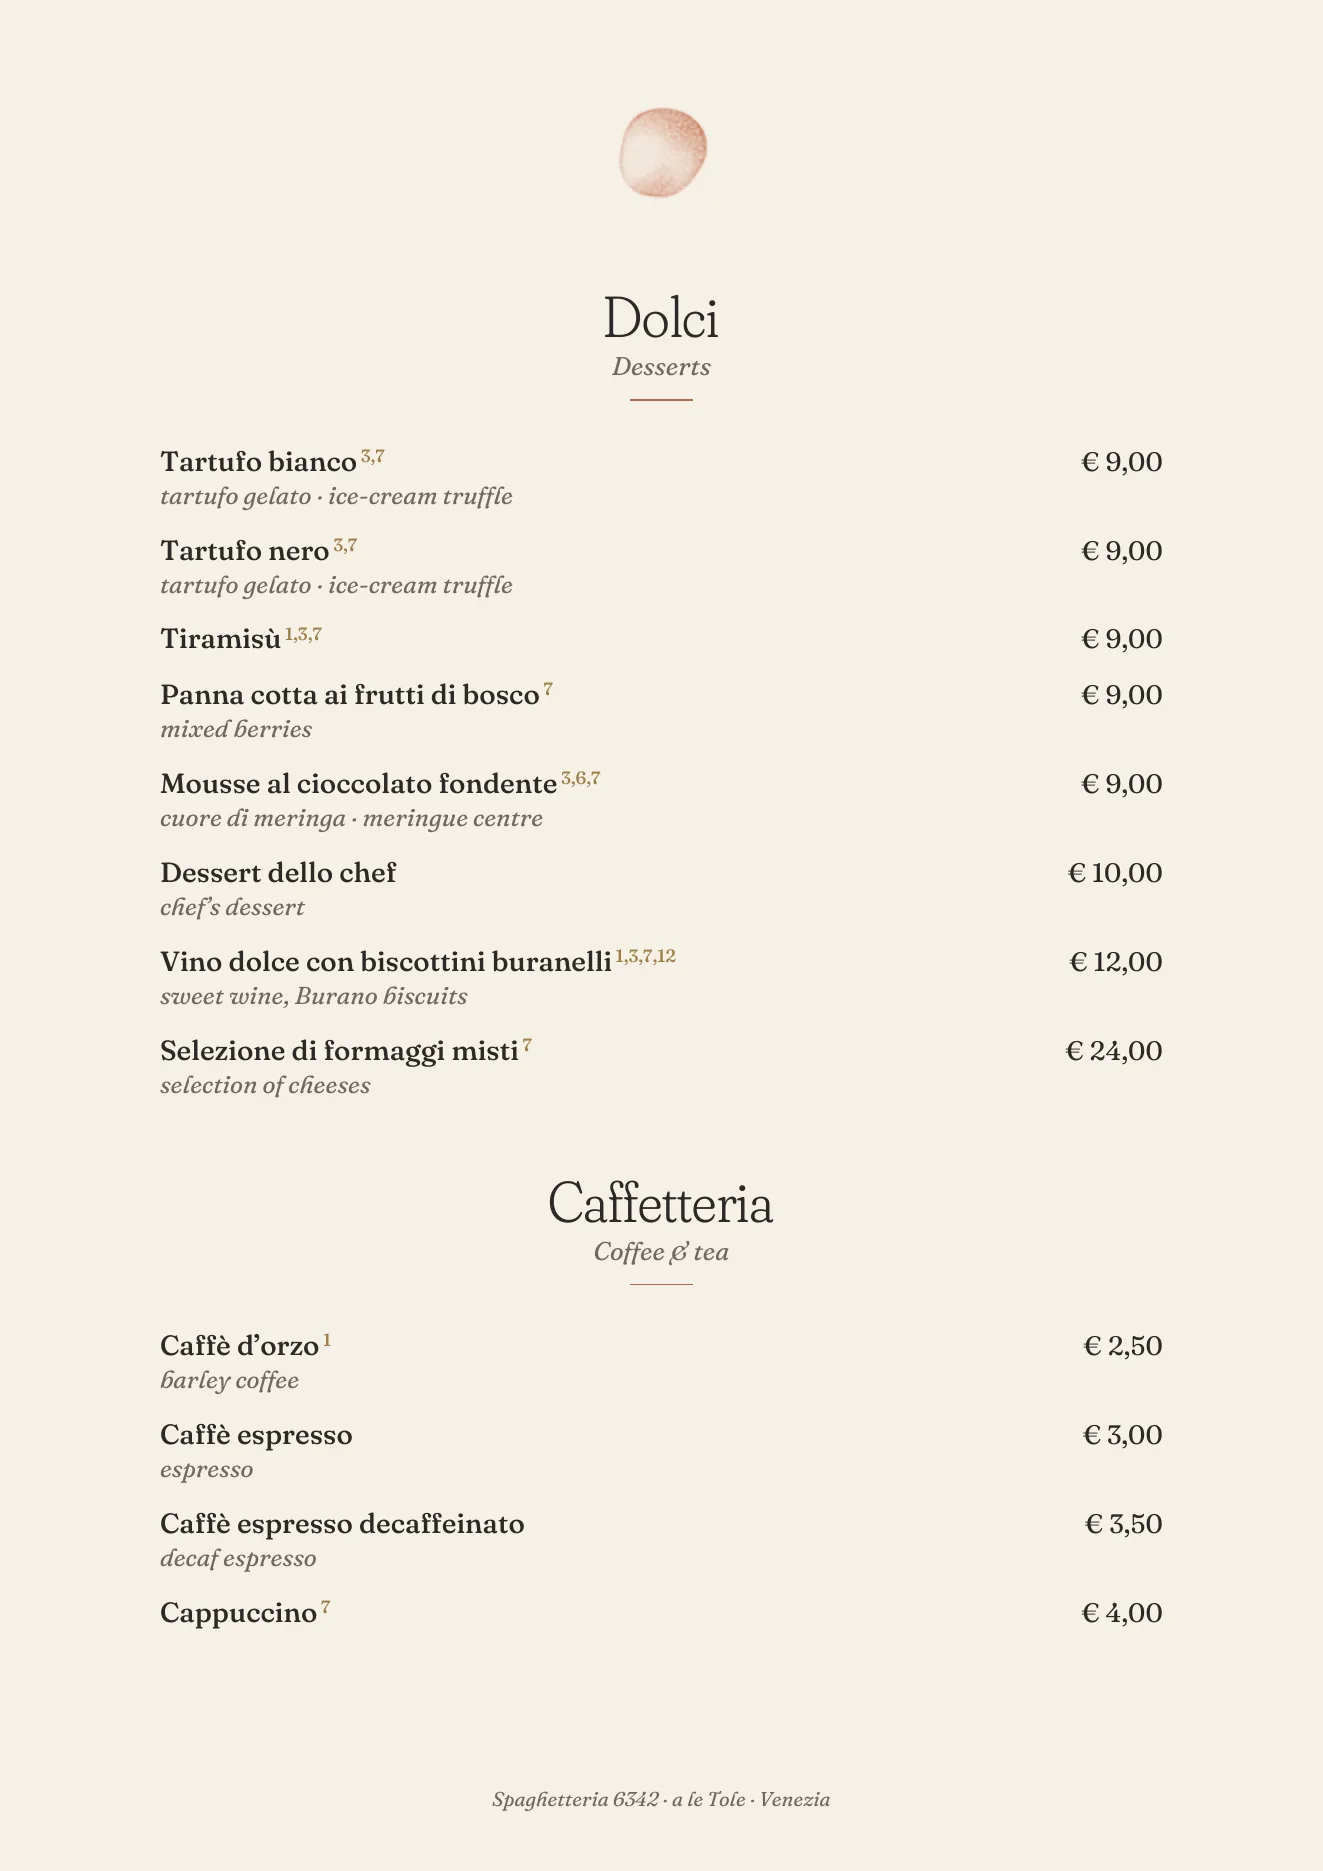 Dolci
Desserts
Tartufo bianco 3,7 € 9,00
tartufo gelato · ice-cream truffle
Tartufo nero 3,7 € 9,00
tartufo gelato · ice-cream truffle
Tiramisù 1,3,7 € 9,00
Panna cotta ai frutti di bosco 7 € 9,00
mixed berries
Mousse al cioccolato fondente 3,6,7 € 9,00
cuore di meringa · meringue centre
Dessert dello chef € 10,00
chef’s dessert
Vino dolce con biscottini buranelli 1,3,7,12 € 12,00
sweet wine, Burano biscuits
Selezione di formaggi misti 7 € 24,00
selection of cheeses
Caffetteria
Coffee & tea
Caffè d’orzo 1 € 2,50
barley coffee
Caffè espresso € 3,00
espresso
Caffè espresso decaffeinato € 3,50
decaf espresso
Cappuccino 7 € 4,00
Spaghetteria 6342 · a le Tole · Venezia